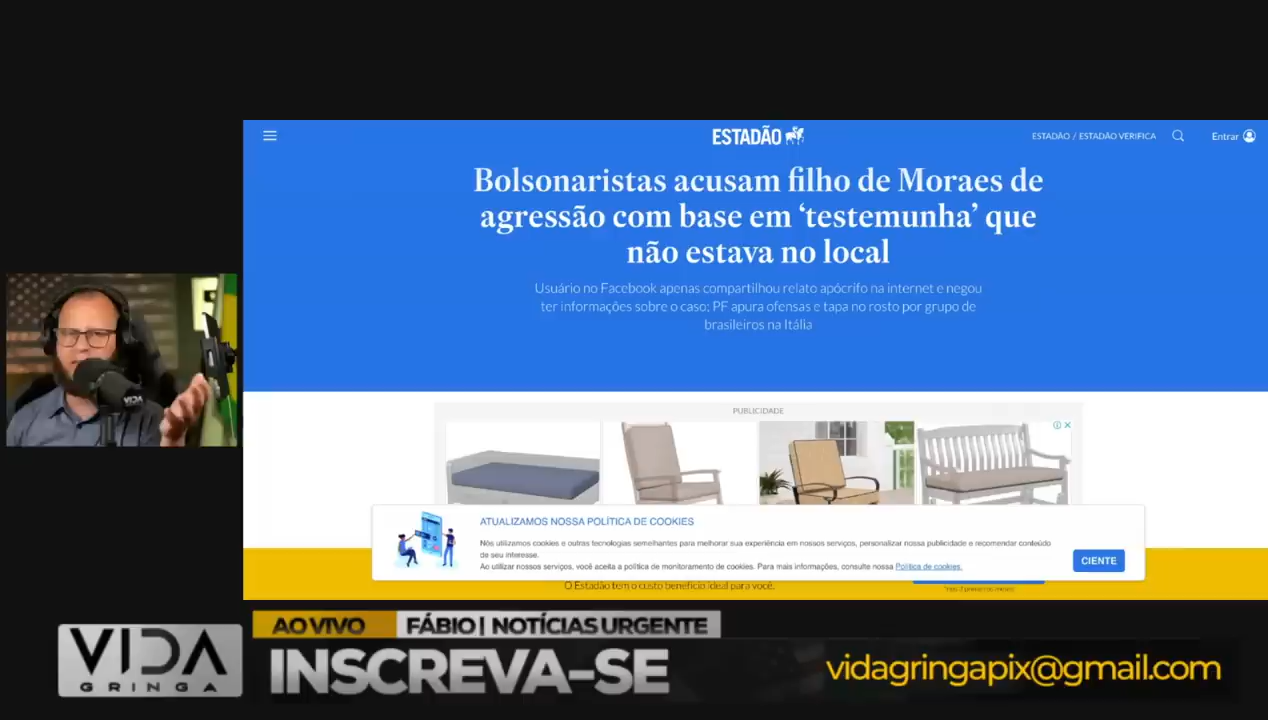 ESTADÃO
ESTADÃO / ESTADÃO VERIFICA
Entrar
Bolsonaristas acusam filho de Moraes de
agressão com base em ‘testemunha’ que
não estava no local
Usuário no Facebook apenas compartilhou relato apócrifo na internet e negou
ter informações sobre o caso; PF apura ofensas e tapa no rosto por grupo de
brasileiros na Itália
PUBLICIDADE
VIDA
ATUALIZAMOS NOSSA POLÍTICA DE COOKIES
Nós utilizamos cookies e outras tecnologias semelhantes para melhorar sua experiência em nossos serviços, personalizar nossa publicidade e recomendar conteúdo
de seu interesse.
Ao utilizar nossos serviços, você aceita a política de monitoramento de cookies. Para mais informações, consulte nossa Política de cookies.
CIENTE
O Estadão tem o custo benefício ideal para você.
AO VIVO
FÁBIO | NOTÍCIAS URGENTE
VIDA
GRINGA
INSCREVA-SE
vidagringapix@gmail.com